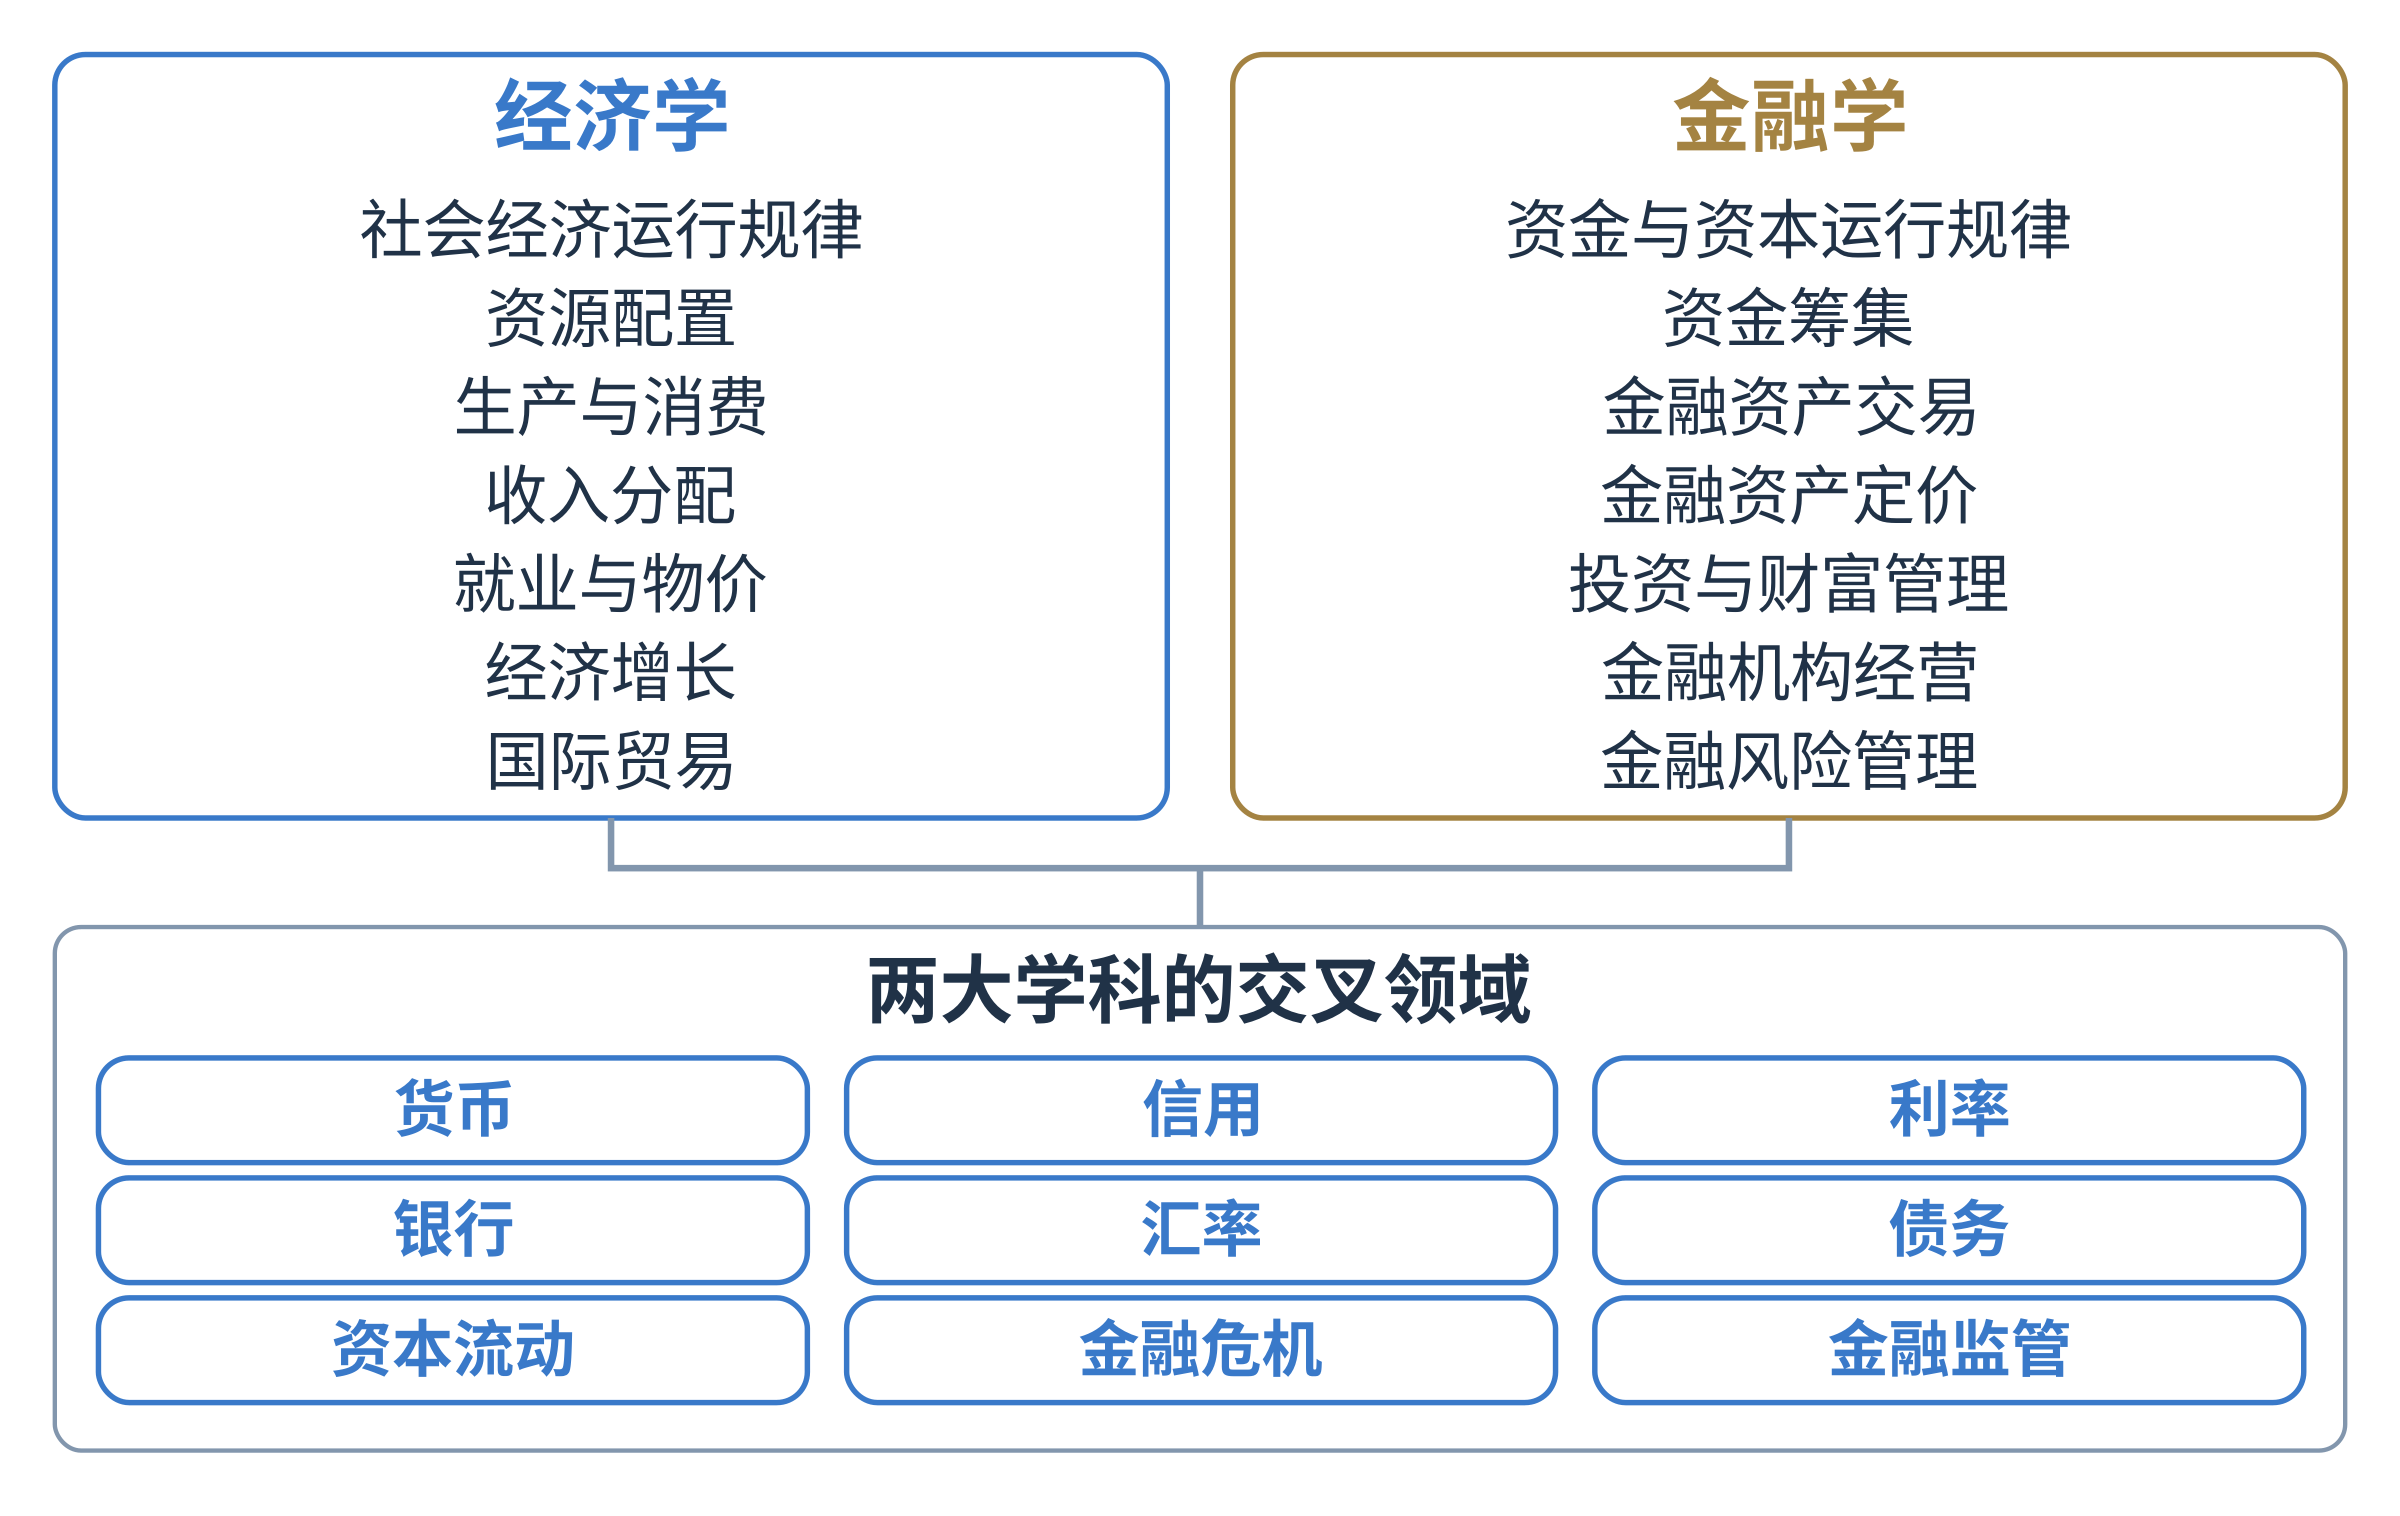 经济学
社会经济运行规律
资源配置
生产与消费
收入分配
就业与物价
经济增长
国际贸易
金融学
资金与资本运行规律
资金筹集
金融资产交易
金融资产定价
投资与财富管理
金融机构经营
金融风险管理
两大学科的交叉领域
货币
信用
利率
银行
汇率
债务
资本流动
金融危机
金融监管